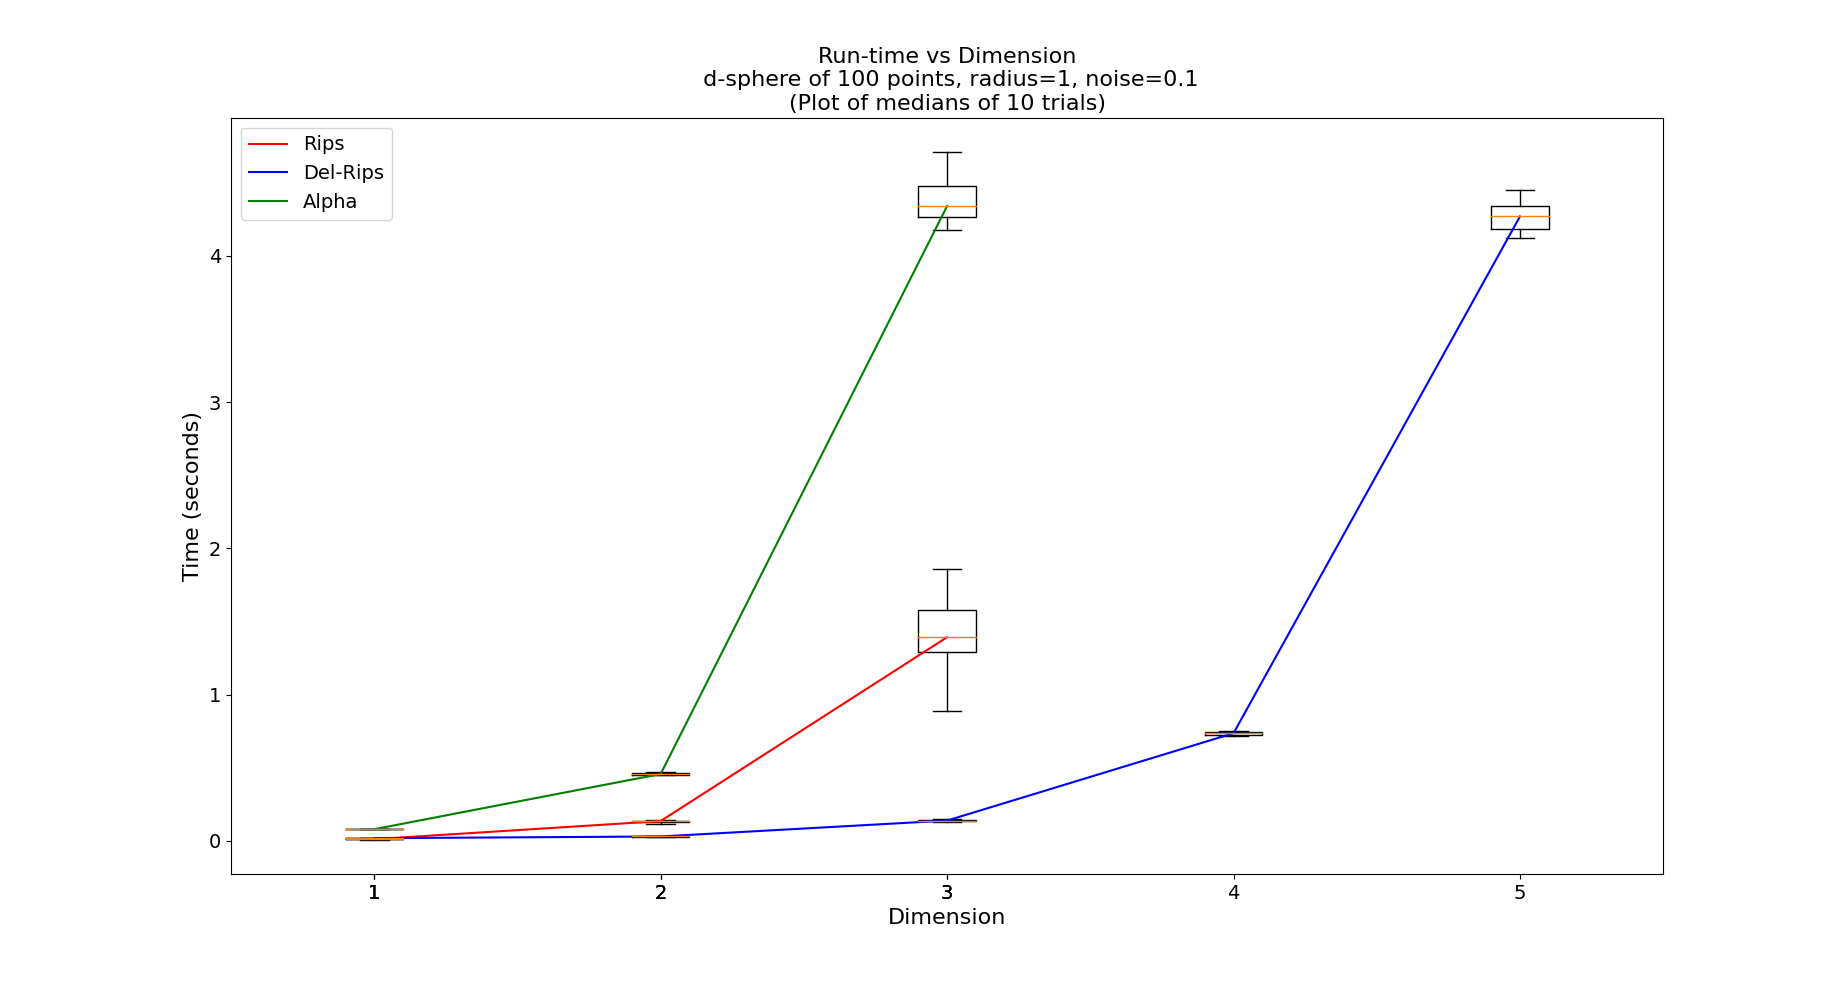 Run-time vs Dimension
d-sphere of 100 points, radius=1, noise=0.1
(Plot of medians of 10 trials)
Rips
Del-Rips
Alpha
4
3
2
1
0
Time (seconds)
1 2 3 4 5
Dimension